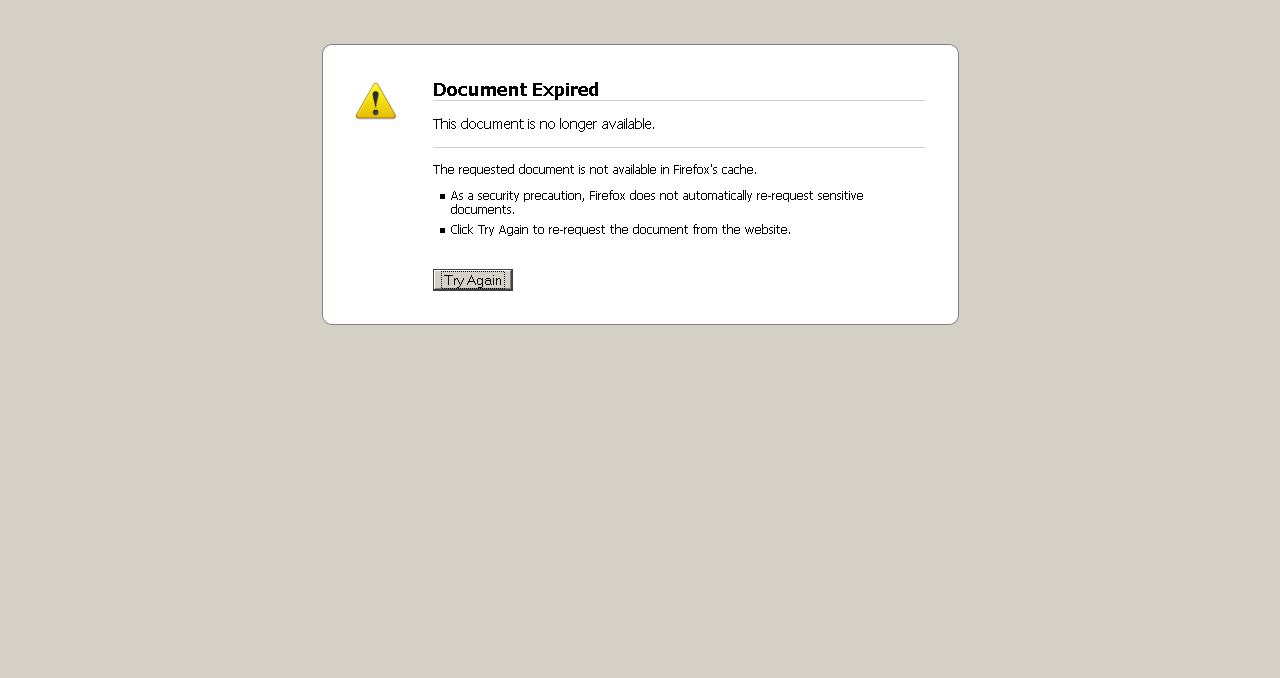 Document Expired
This document is no longer available.
The requested document is not available in Firefox's cache.
As a security precaution, Firefox does not automatically re-request sensitive
documents.
Click Try Again to re-request the document from the website.
Try Again